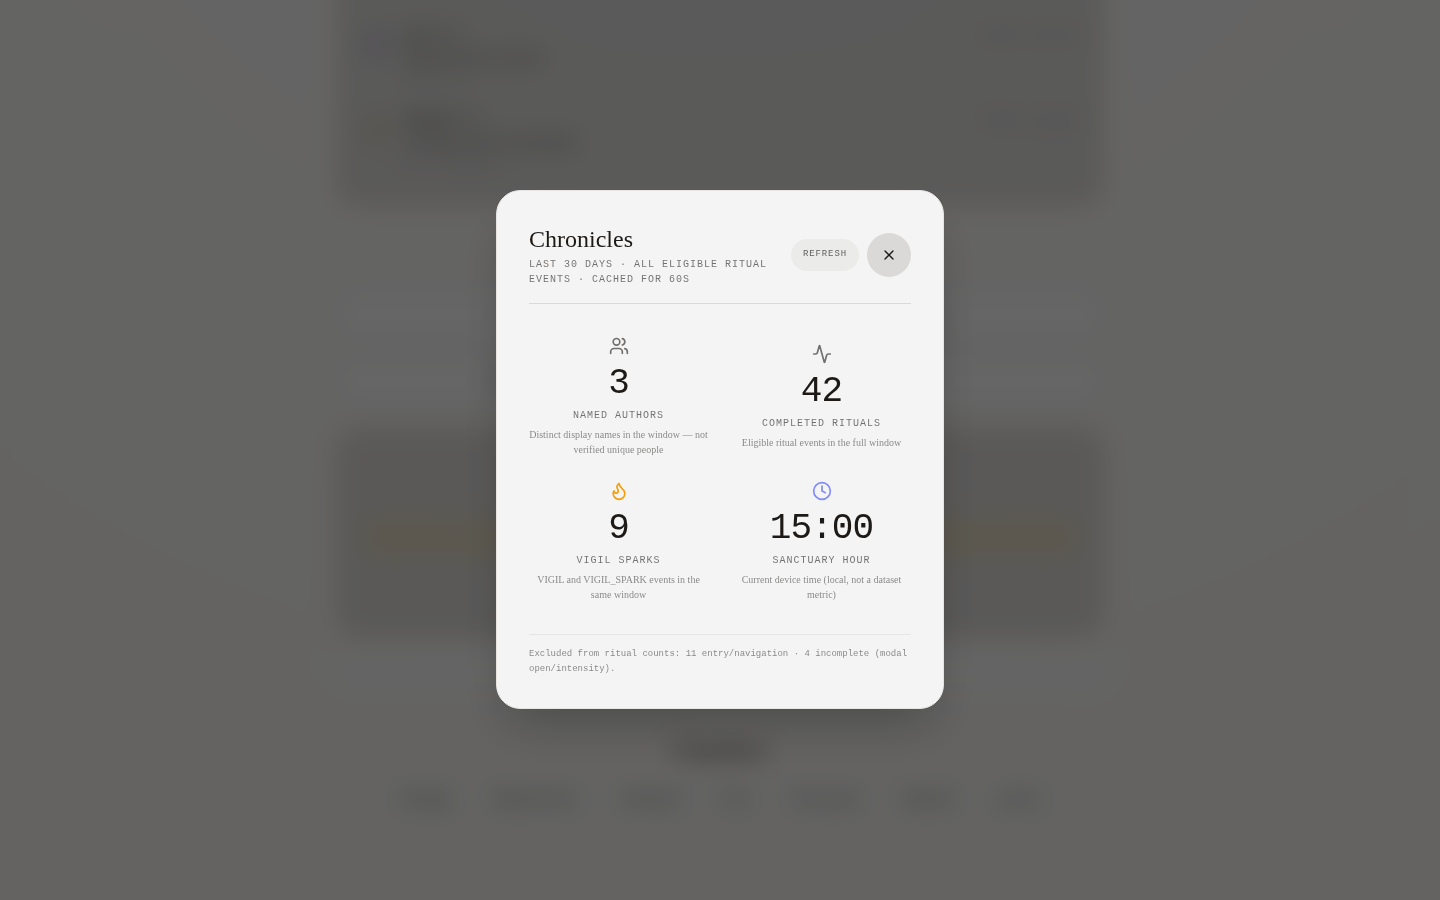 Chronicles
LAST 30 DAYS · ALL ELIGIBLE RITUAL
EVENTS · CACHED FOR 60S
REFRESH
3
NAMED AUTHORS
Distinct display names in the window — not
verified unique people
42
COMPLETED RITUALS
Eligible ritual events in the full window
9
VIGIL SPARKS
VIGIL and VIGIL_SPARK events in the
same window
15:00
SANCTUARY HOUR
Current device time (local, not a dataset
metric)
Excluded from ritual counts: 11 entry/navigation · 4 incomplete (modal
open/intensity).